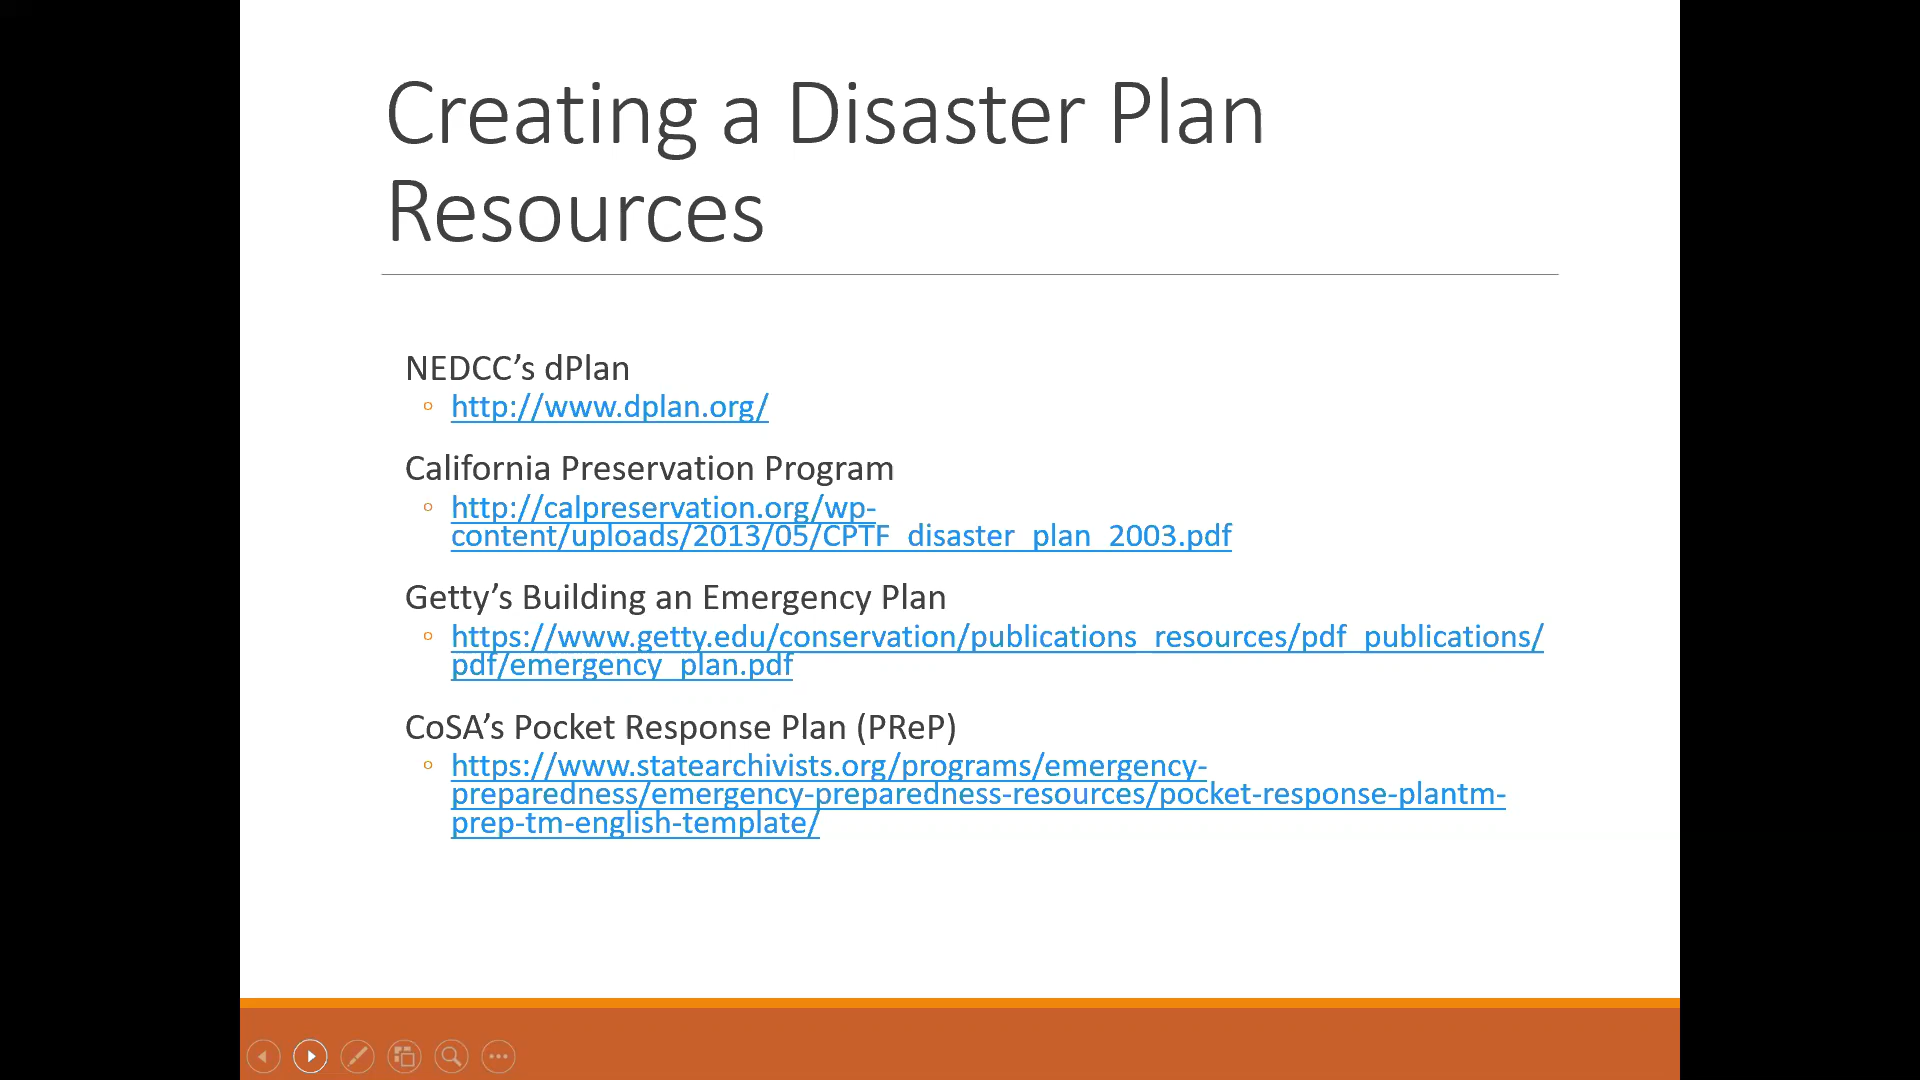 Creating a Disaster Plan
Resources
NEDCC’s dPlan
http://www.dplan.org/
California Preservation Program
http://calpreservation.org/wp-
content/uploads/2013/05/CPTF_disaster_plan_2003.pdf
Getty’s Building an Emergency Plan
https://www.getty.edu/conservation/publications_resources/pdf_publications/
pdf/emergency_plan.pdf
CoSA’s Pocket Response Plan (PReP)
https://www.statearchivists.org/programs/emergency-
preparedness/emergency-preparedness-resources/pocket-response-plantm-
prep-tm-english-template/